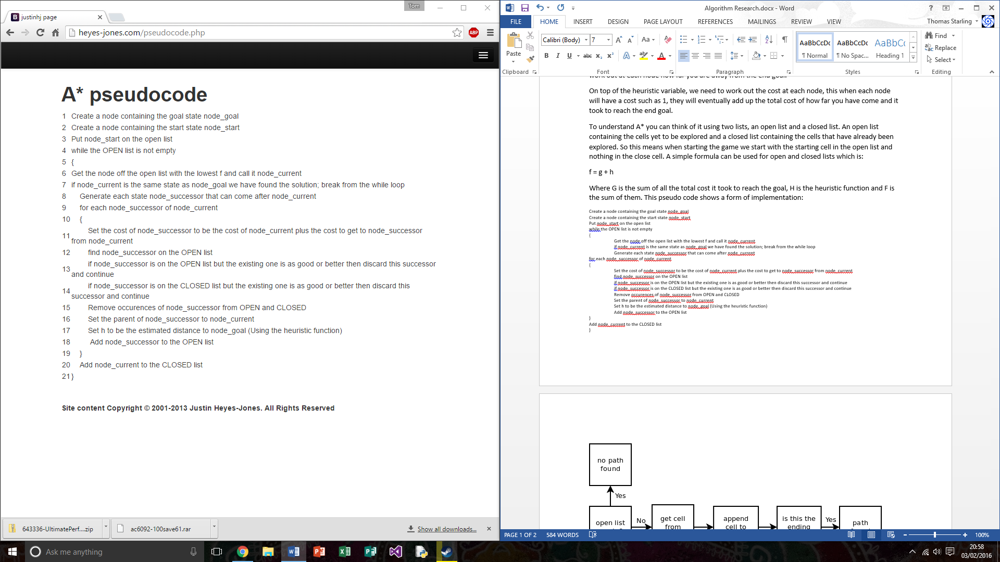 Tom
justinhj page
heyes-jones.com/pseudocode.php
ABP
A* pseudocode
1 Create a node containing the goal state node_goal
2 Create a node containing the start state node_start
3 Put node_start on the open list
4 while the OPEN list is not empty
5 {
6 Get the node off the open list with the lowest f and call it node_current
7 if node_current is the same state as node_goal we have found the solution; break from the while loop
8 Generate each state node_successor that can come after node_current
9 for each node_successor of node_current
10 {
11 Set the cost of node_successor to be the cost of node_current plus the cost to get to node_successor
from node_current
12 find node_successor on the OPEN list
13 if node_successor is on the OPEN list but the existing one is as good or better then discard this successor
and continue
14 if node_successor is on the CLOSED list but the existing one is as good or better then discard this
successor and continue
15 Remove occurences of node_successor from OPEN and CLOSED
16 Set the parent of node_successor to node_current
17 Set h to be the estimated distance to node_goal (Using the heuristic function)
18 Add node_successor to the OPEN list
19 }
20 Add node_current to the CLOSED list
21 }
Site content Copyright © 2001-2013 Justin Heyes-Jones. All Rights Reserved
643336-UltimatePerf....zip
ac6092-100save61.rar
Show all downloads...
Algorithm Research.docx - Word
FILE HOME INSERT DESIGN PAGE LAYOUT REFERENCES MAILINGS REVIEW VIEW
Thomas Starling
Paste
Calibri (Body) 7
AaBbCcDc AaBbCcDc AaBbC(
¶ Normal ¶ No Spac... Heading 1
Find
Replace
Select
Clipboard Font Paragraph Styles Editing
work out at each node how far you are away from the end goal.
On top of the heuristic variable, we need to work out the cost at each node, this when each node
will have a cost such as 1, they will eventually add up the total cost of how far you have come and it
took to reach the end goal.
To understand A* you can think of it using two lists, an open list and a closed list. An open list
containing the cells yet to be explored and a closed list containing the cells that have already been
explored. So this means when starting the game we start with the starting cell in the open list and
nothing in the close cell. A simple formula can be used for open and closed lists which is:
f = g + h
Where G is the sum of all the total cost it took to reach the goal, H is the heuristic function and F is
the sum of them. This pseudo code shows a form of implementation:
Create a node containing the goal state node_goal
Create a node containing the start state node_start
Put node_start on the open list
while the OPEN list is not empty
{
Get the node off the open list with the lowest f and call it node_current
if node_current is the same state as node_goal we have found the solution; break from the while loop
Generate each state node_successor that can come after node_current
for each node_successor of node_current
{
Set the cost of node_successor to be the cost of node_current plus the cost to get to node_successor from node_current
find node_successor on the OPEN list
if node_successor is on the OPEN list but the existing one is as good or better then discard this successor and continue
if node_successor is on the CLOSED list but the existing one is as good or better then discard this successor and continue
Remove occurences of node_successor from OPEN and CLOSED
Set the parent of node_successor to node_current
Set h to be the estimated distance to node_goal (Using the heuristic function)
Add node_successor to the OPEN list
}
Add node_current to the CLOSED list
}
no path
found
Yes
open list
No
get cell
from
append
cell to
is this the
ending
Yes
path
PAGE 1 OF 2 584 WORDS
100%
Ask me anything
20:58
03/02/2016